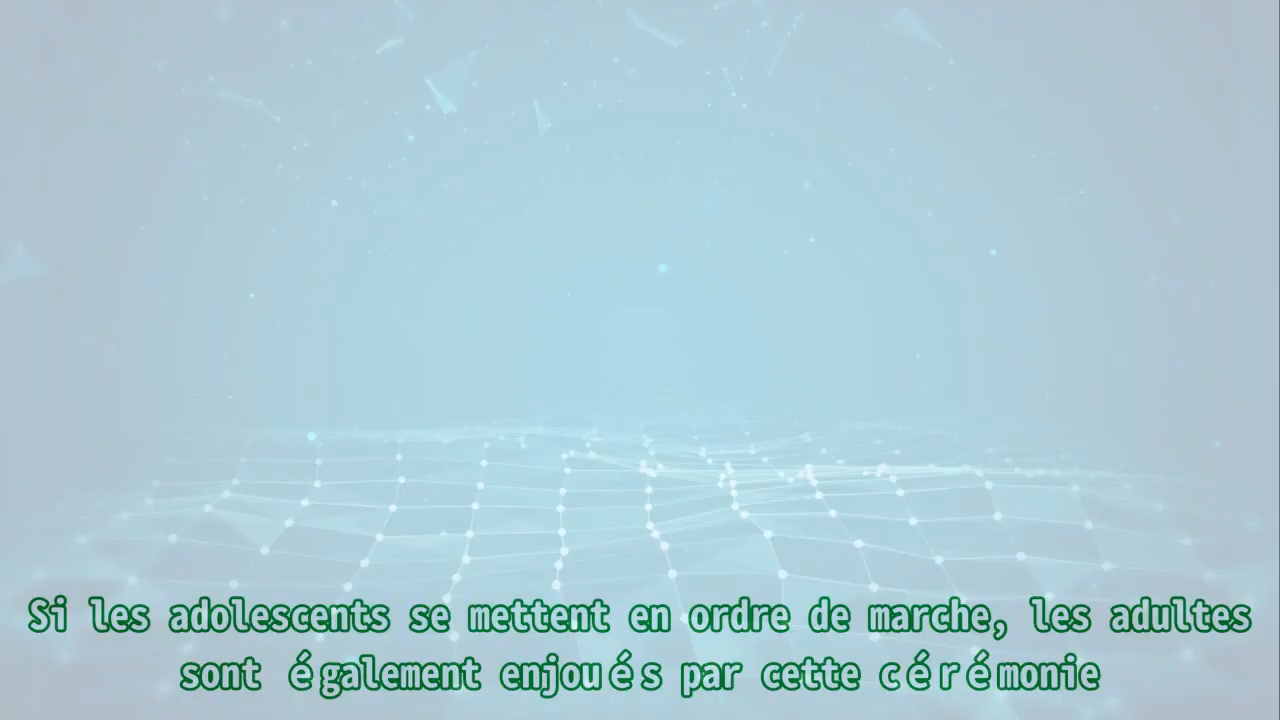 Si les adolescents se mettent en ordre de marche, les adultes
sont également enjoués par cette cérémonie